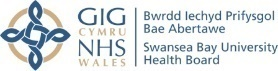 GIG
CYMRU
NHS
WALES
Bwrdd Iechyd Prifysgol
Bae Abertawe
Swansea Bay University
Health Board